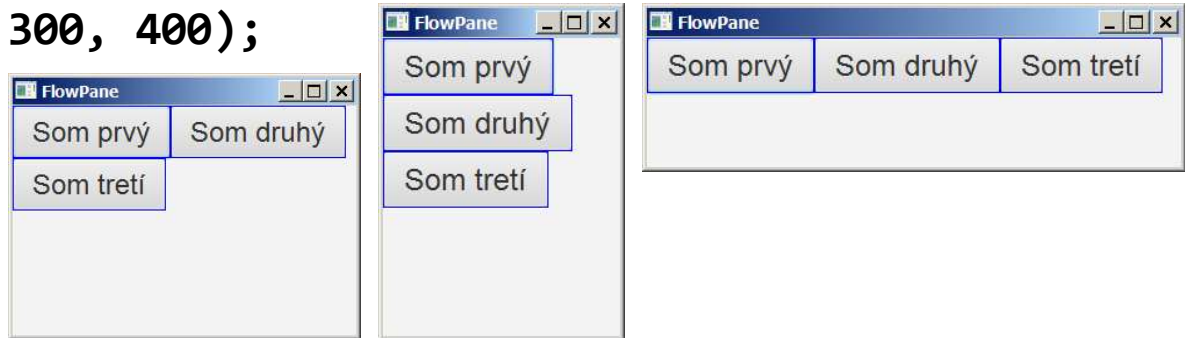 300, 400);
FlowPane
Som prvý Som druhý
Som tretí
FlowPane
Som prvý
Som druhý
Som tretí
FlowPane
Som prvý Som druhý Som tretí